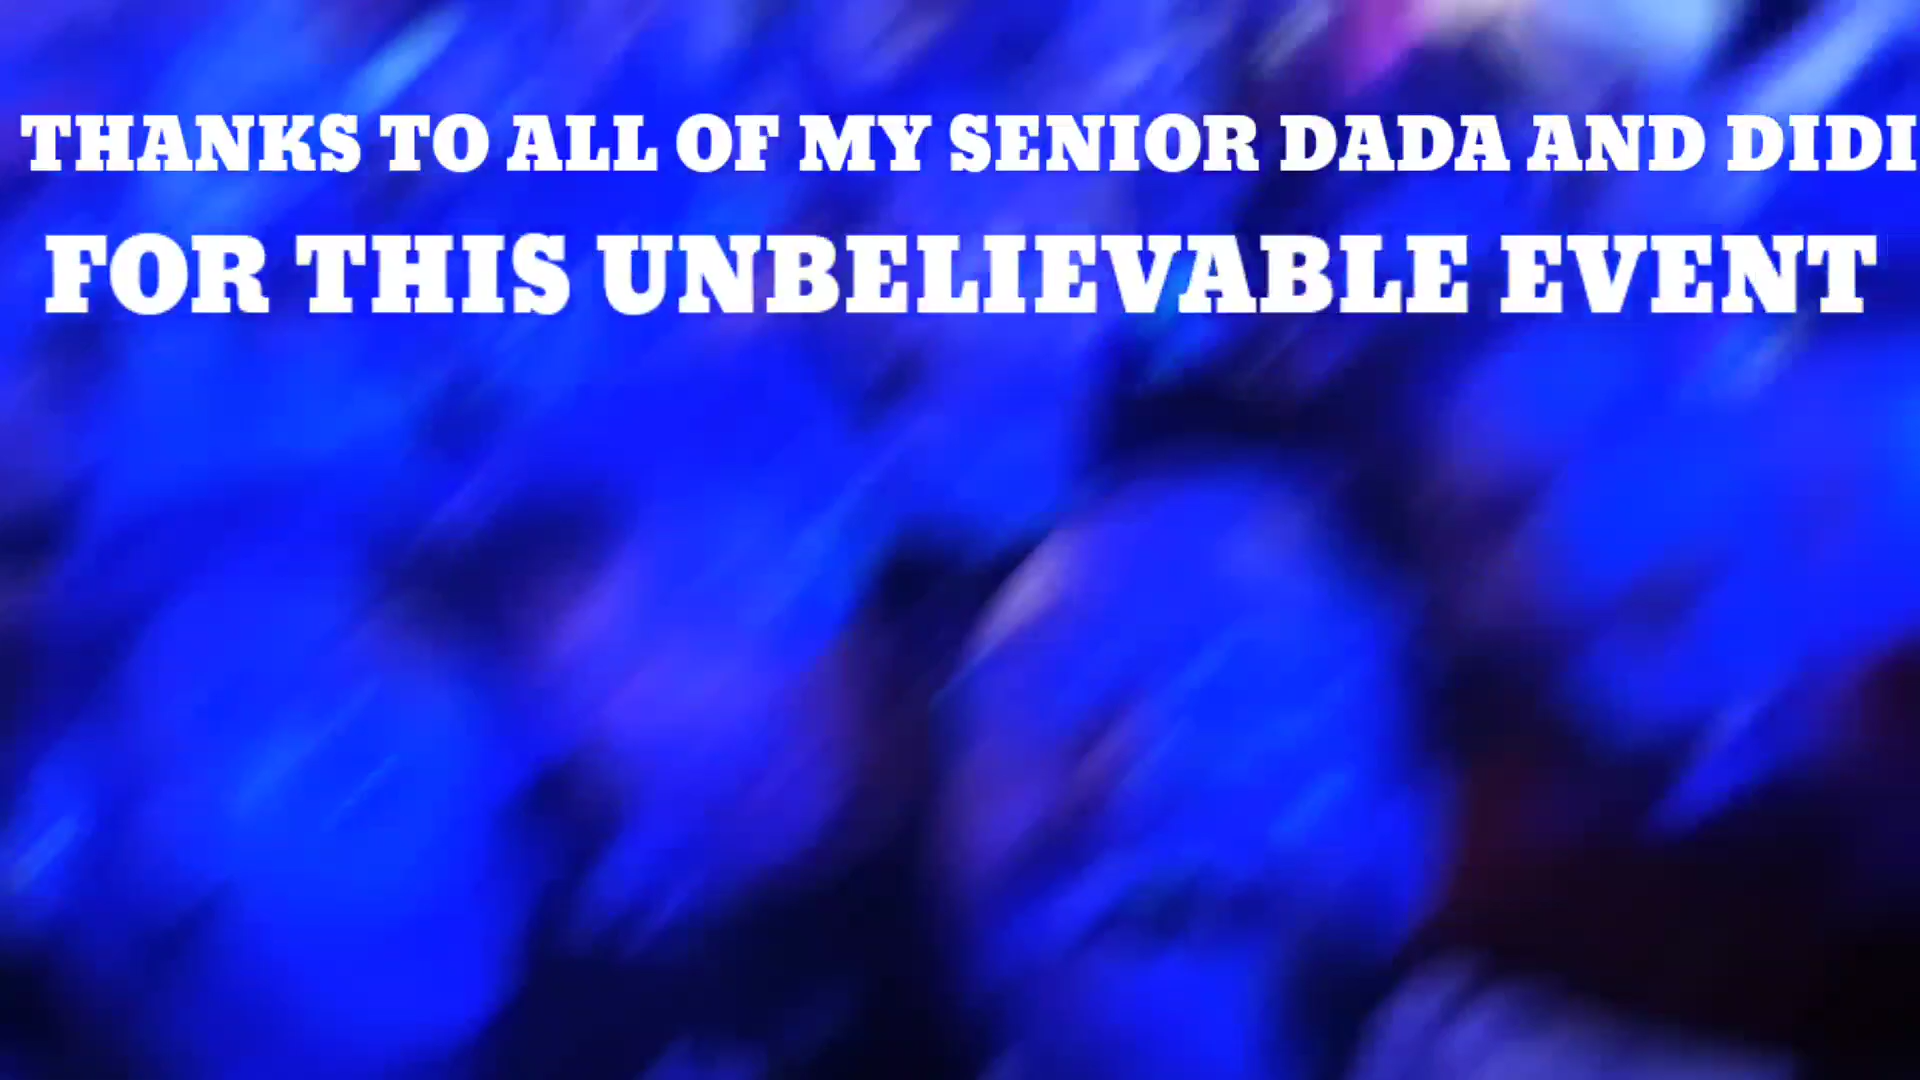 THANKS TO ALL OF MY SENIOR DADA AND DIDI
FOR THIS UNBELIEVABLE EVENT